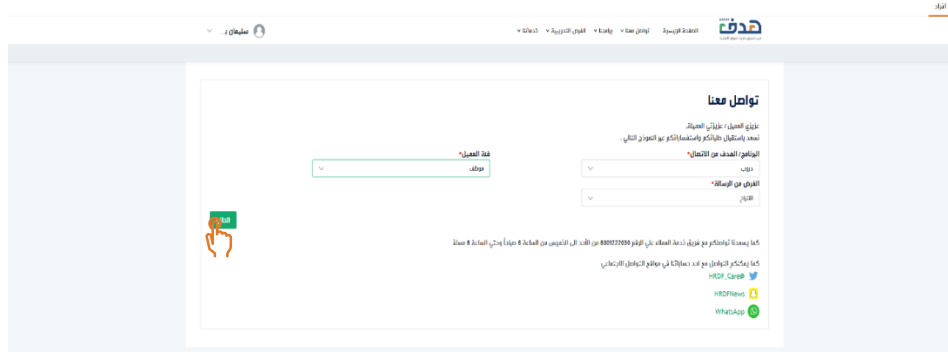 افراد
هدف
الصفحة الرئيسية
تواصل معنا
برامجنا
الفرص التدريبية
خدماتنا
سليمان د...
تواصل معنا
عزيزي العميل / عزيزتي العميلة،
نسعد باستقبال طلباتكم واستفساراتكم عبر النموذج التالي .
البرنامج/ الهدف من الاتصال*
فئة العميل*
دروب
موظف
الغرض من الرسالة*
اقتراح
كما يسعدنا تواصلكم مع فريق خدمة العملاء على الرقم 8001222030 من الأحد الى الخميس من الساعة 8 صباحاً وحتى الساعة 8 مساءً
كما يمكنكم التواصل مع احد حساباتنا في مواقع التواصل الاجتماعي
HRDF_Care@
HRDFNews
WhatsApp